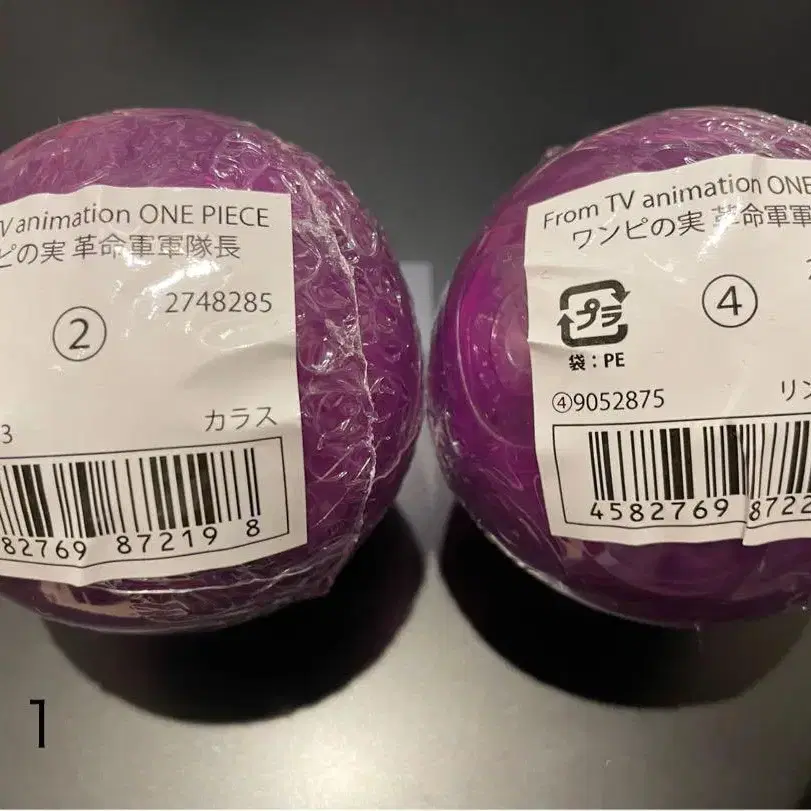 TV animation ONE PIECE
ピの実 革命軍軍隊長
②
2748285
3
カラス
82769 87219 8
From TV animation ONE
ワンピの実 革命軍軍
プラ
④
袋：PE
④9052875
リン
4582769 8722
1